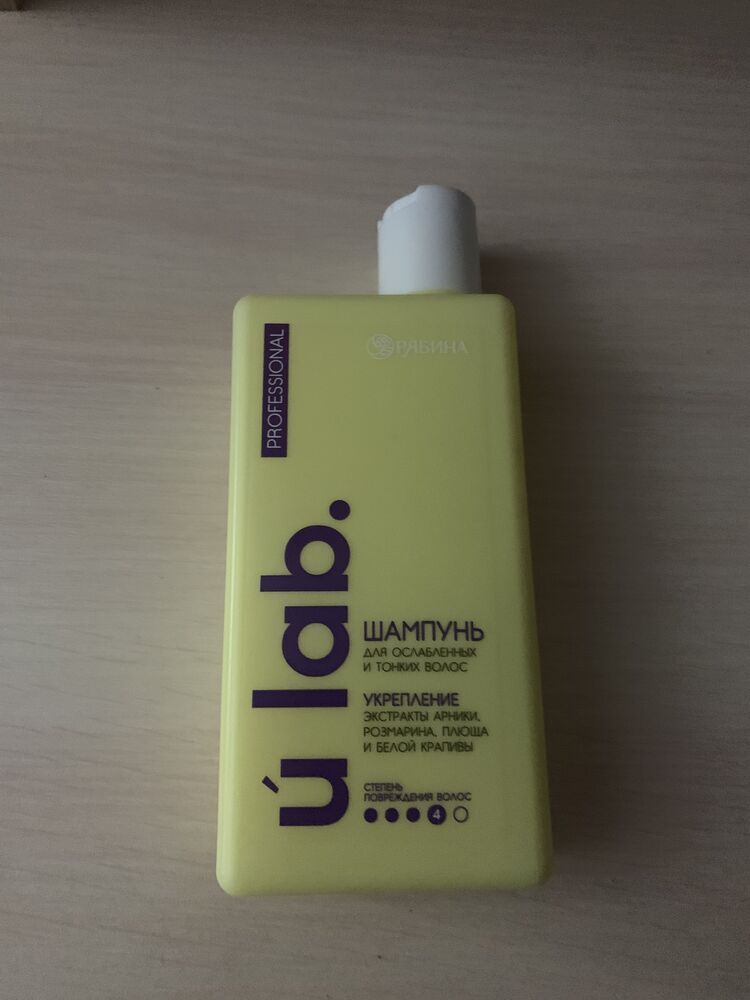 РЯБИНА
PROFESSIONAL
ú lab.
ШАМПУНЬ
ДЛЯ ОСЛАБЛЕННЫХ
И ТОНКИХ ВОЛОС
УКРЕПЛЕНИЕ
ЭКСТРАКТЫ АРНИКИ,
РОЗМАРИНА, ПЛЮЩА
И БЕЛОЙ КРАПИВЫ
СТЕПЕНЬ
ПОВРЕЖДЕНИЯ ВОЛОС
4